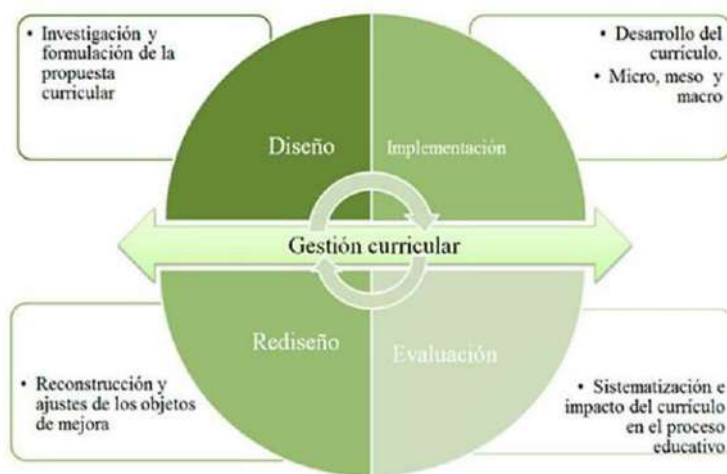 • Investigación y
formulación de la
propuesta
curricular
• Desarrollo del
currículo.
• Micro, meso y
macro
Diseño
Implementación
Gestión curricular
Rediseño
Evaluación
• Reconstrucción y
ajustes de los objetos
de mejora
• Sistematización e
impacto del currículo
en el proceso
educativo